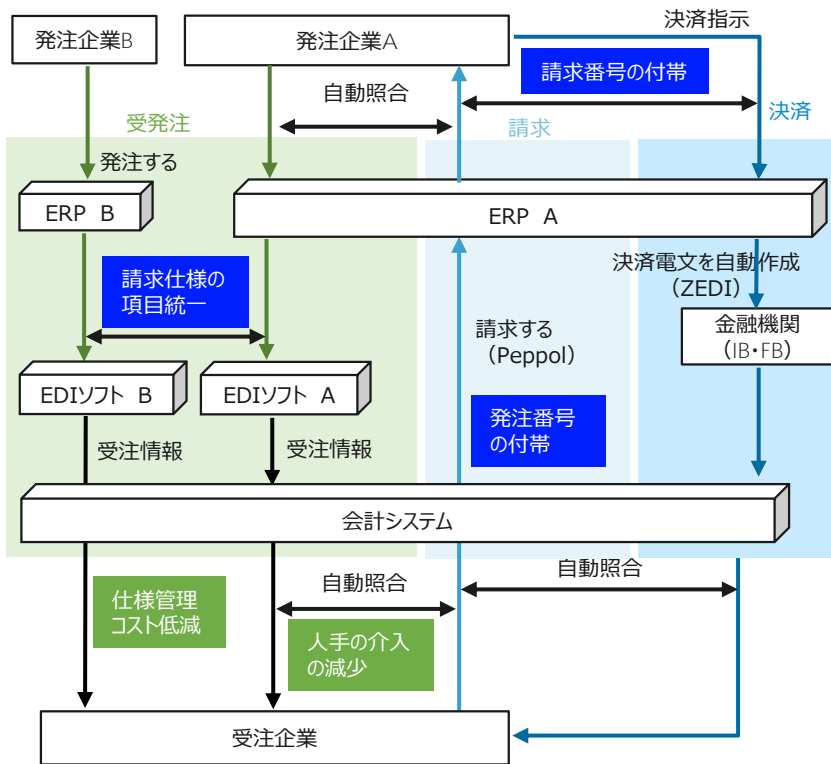 発注企業B
発注企業A
決済指示
請求番号の付帯
自動照合
受発注
請求
決済
発注する
ERP B
ERP A
請求仕様の
項目統一
決済電文を自動作成
（ZEDI）
請求する
（Peppol）
金融機関
（IB・FB）
EDIソフト B
EDIソフト A
発注番号
の付帯
受注情報
受注情報
会計システム
仕様管理
コスト低減
自動照合
自動照合
人手の介入
の減少
受注企業